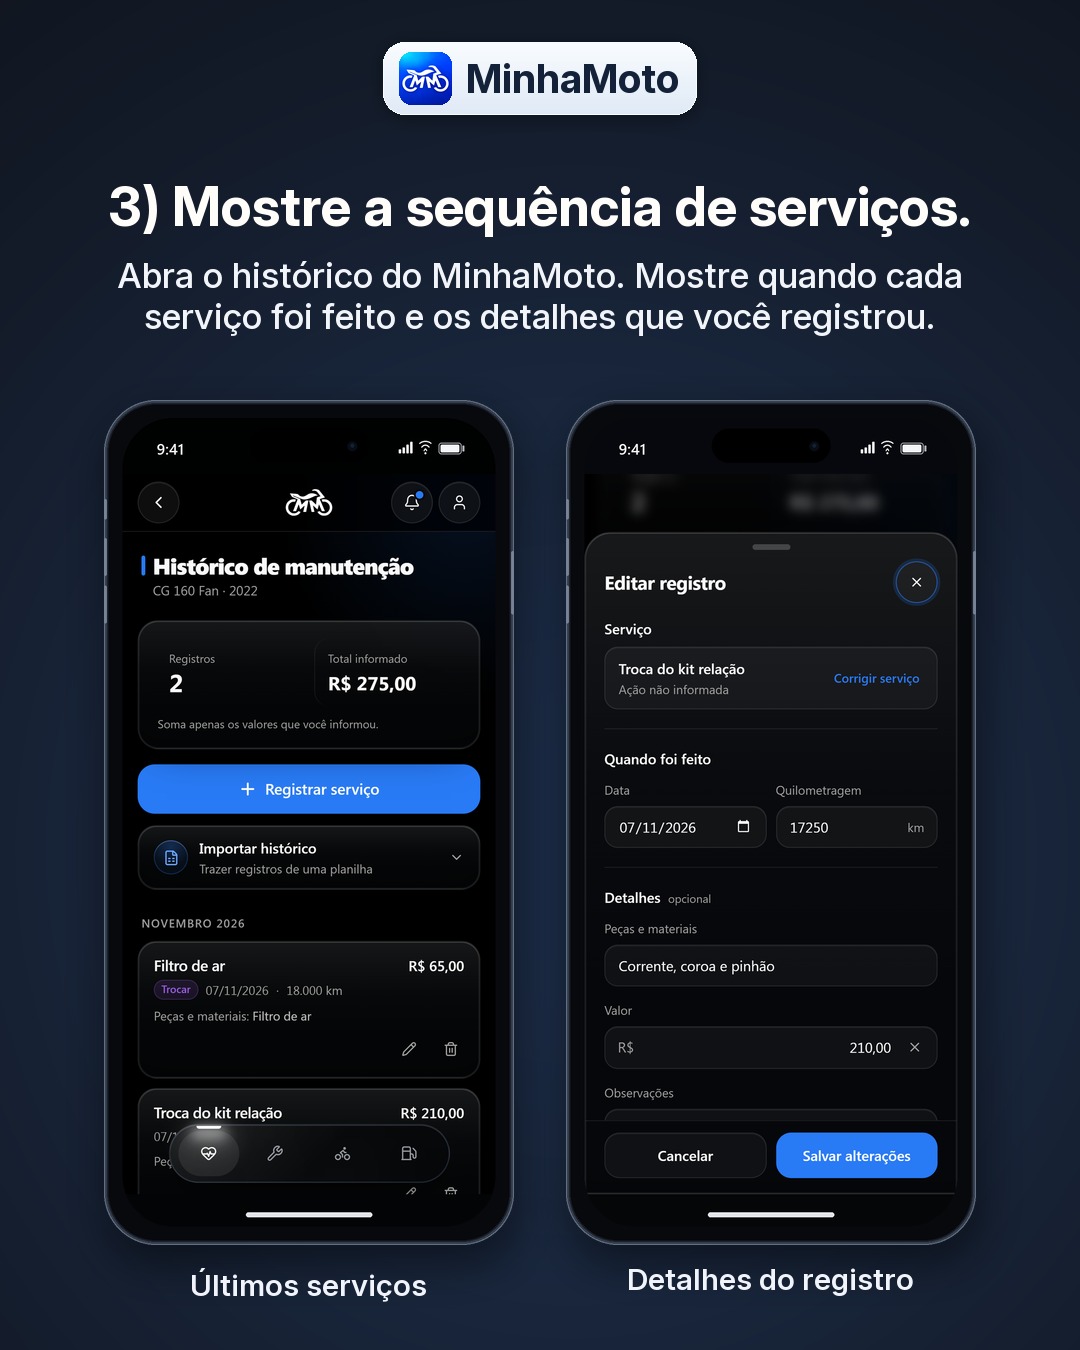 MinhaMoto
3) Mostre a sequência de serviços.
Abra o histórico do MinhaMoto. Mostre quando cada
serviço foi feito e os detalhes que você registrou.
9:41
Histórico de manutenção
CG 160 Fan · 2022
Registros
2
Total informado
R$ 275,00
Soma apenas os valores que você informou.
+ Registrar serviço
Importar histórico
Trazer registros de uma planilha
NOVEMBRO 2026
Filtro de ar
R$ 65,00
Trocar
07/11/2026 · 18.000 km
Peças e materiais: Filtro de ar
Troca do kit relação
R$ 210,00
07/1
Últimos serviços
9:41
Editar registro
Serviço
Troca do kit relação
Ação não informada
Corrigir serviço
Quando foi feito
Data
Quilometragem
07/11/2026
17250
km
Detalhes opcional
Peças e materiais
Corrente, coroa e pinhão
Valor
R$
210,00
Observações
Cancelar
Salvar alterações
Detalhes do registro